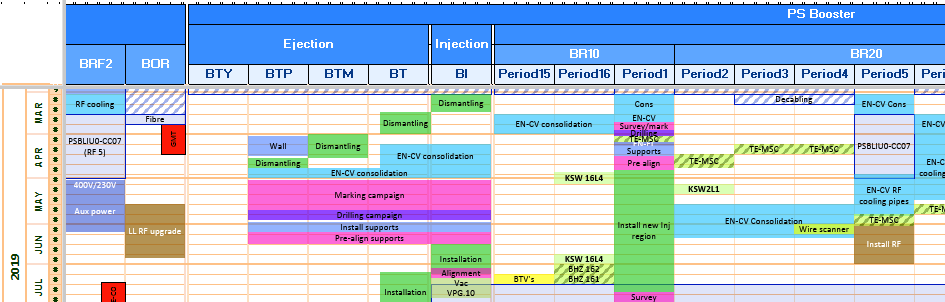 PS Booster
Ejection
Injection
BR10
BR20
BRF2
BOR
BTY
BTP
BTM
BT
BI
Period15
Period16
Period1
Period2
Period3
Period4
Period5
2019
MAR
APR
MAY
JUN
JUL
RF cooling
Fibre
GMT
PSBLIU0-CC07
(RF 5)
400V/230V
Aux power
LL RF upgrade
Wall
Dismantling
Dismantling
Dismantling
Dismantling
EN-CV consolidation
EN-CV consolidation
Marking campaign
Drilling campaign
Install supports
Pre-align supports
Installation
Alignment
Vac
Installation
VPG.10
EN-CV consolidation
KSW 16L4
KSW 16L4
BHZ 162
BTV's
BHZ 161
Cons
EN-CV
Survey/mark
Drilling
TE-MSC
Supports
Pre align
Install new Inj
region
Survey
TE-MSC
KSW2L1
EN-CV Consolidation
Decabling
TE-MSC
TE-MSC
Wire scanner
EN-CV Cons
PSBLIU0-CC07
EN-CV RF
cooling pipes
TE-MSC
Install RF
EN-CV